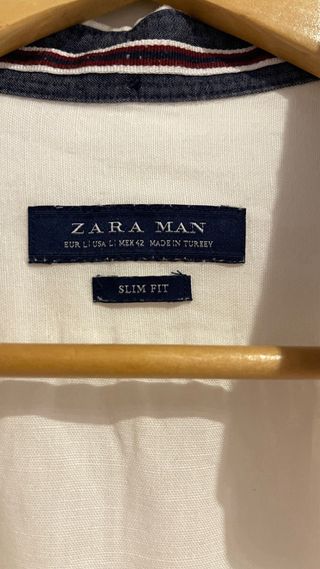 ZARA MAN
EUR L | USA L | MEX 42 MADE IN TURKEY
SLIM FIT